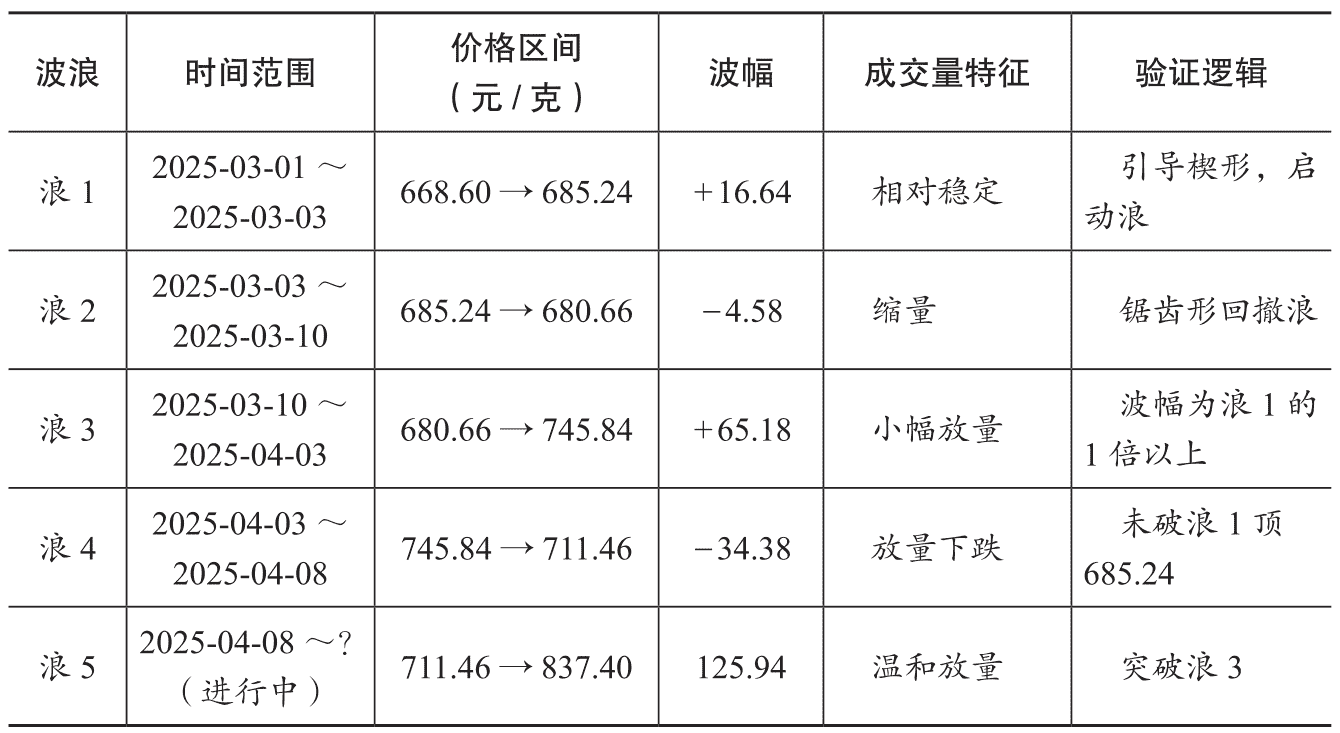 波浪 时间范围 价格区间（元/克） 波幅 成交量特征 验证逻辑
浪1 2025-03-01～2025-03-03 668.60→685.24 +16.64 相对稳定 引导楔形，启动浪
浪2 2025-03-03～2025-03-10 685.24→680.66 −4.58 缩量 锯齿形回撤浪
浪3 2025-03-10～2025-04-03 680.66→745.84 +65.18 小幅放量 波幅为浪1的1倍以上
浪4 2025-04-03～2025-04-08 745.84→711.46 −34.38 放量下跌 未破浪1顶685.24
浪5 2025-04-08～?（进行中） 711.46→837.40 125.94 温和放量 突破浪3